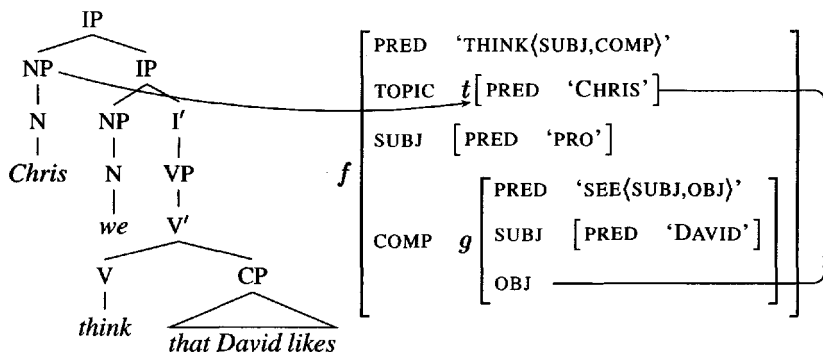 IP
NP IP
N NP I′
Chris N VP
we V′
V CP
think that David likes
f
PRED ‘THINK⟨SUBJ,COMP⟩’
TOPIC t[PRED ‘CHRIS’]
SUBJ [PRED ‘PRO’]
COMP g
PRED ‘SEE⟨SUBJ,OBJ⟩’
SUBJ [PRED ‘DAVID’]
OBJ